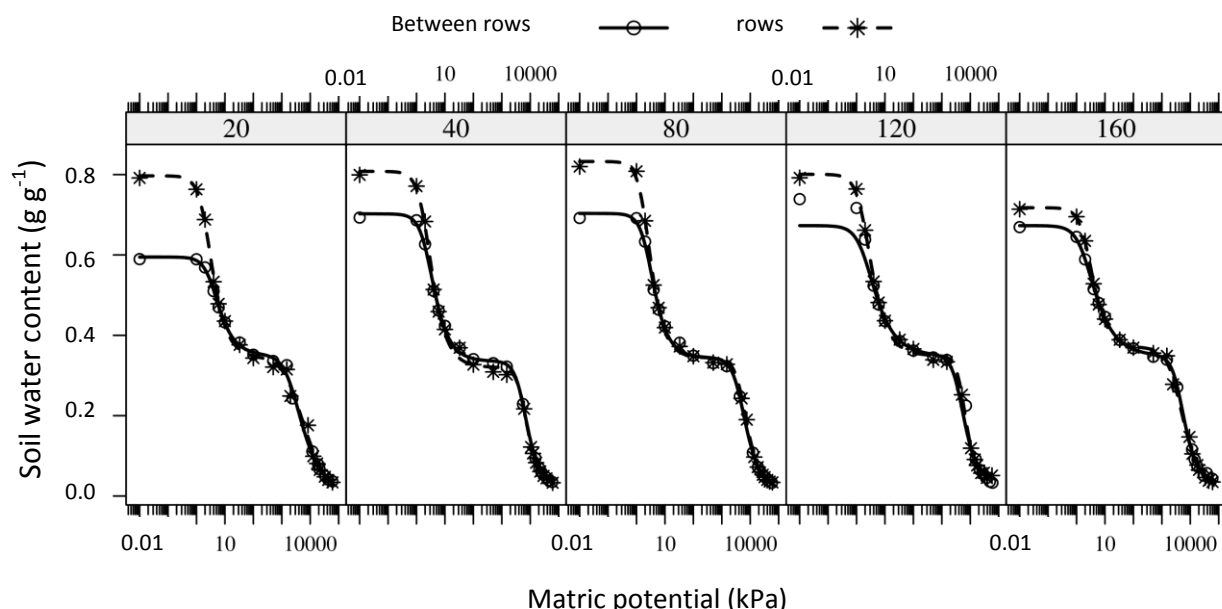 Between rows rows
0.01 10 10000 0.01 10 10000
20 40 80 120 160
Soil water content (g g⁻¹)
0.8
0.6
0.4
0.2
0.0
0.01 10 10000 0.01 10 10000 0.01 10 10000
Matric potential (kPa)